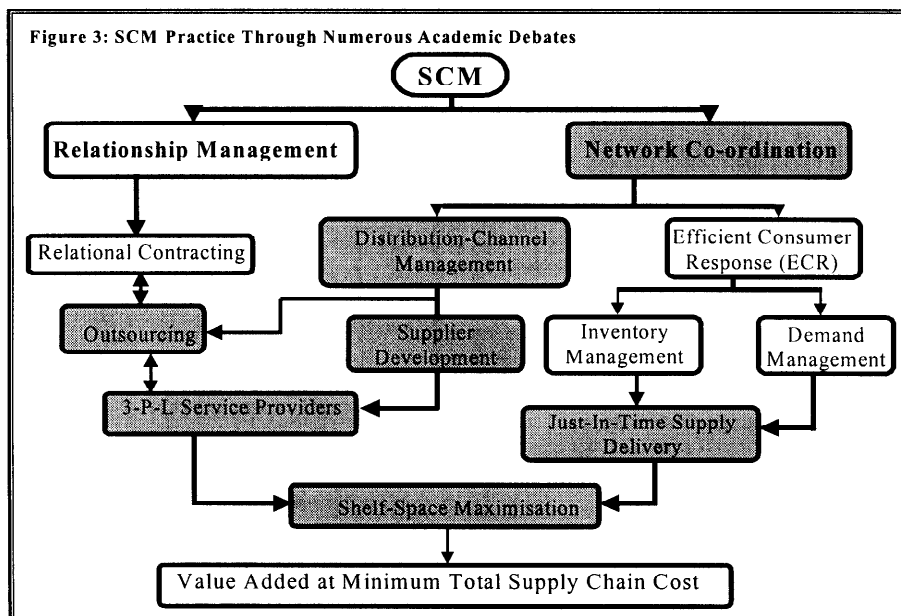 Figure 3: SCM Practice Through Numerous Academic Debates
SCM
Relationship Management
Network Co-ordination
Relational Contracting
Distribution-Channel
Management
Efficient Consumer
Response (ECR)
Outsourcing
Supplier
Development
Inventory
Management
Demand
Management
3-P-L Service Providers
Just-In-Time Supply
Delivery
Shelf-Space Maximisation
Value Added at Minimum Total Supply Chain Cost